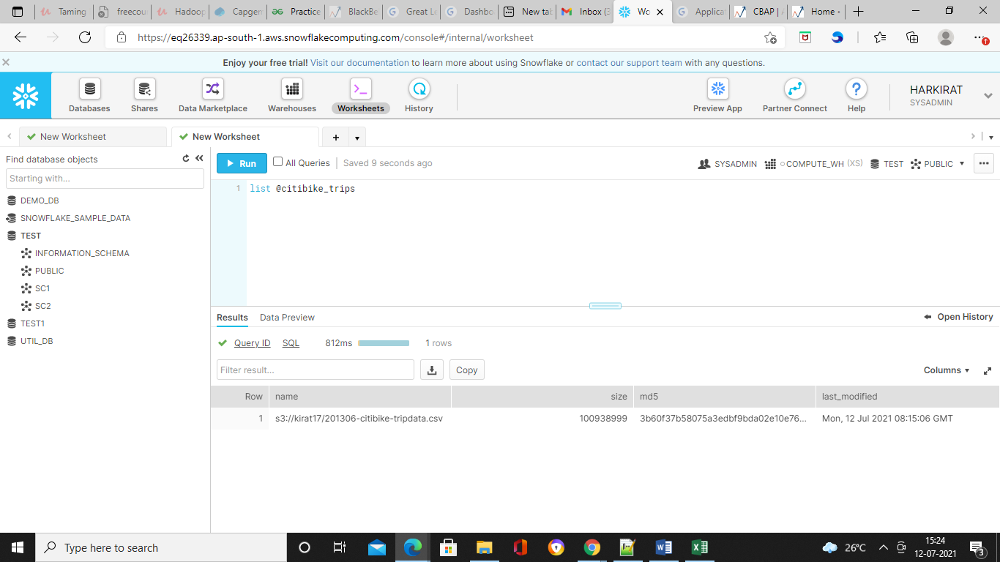 Taming
freecou
Hadoop
Capgem
Practice
BlackBe
Great Le
Dashbo
New tab
Inbox (3
Wo
Applicat
CBAP | A
Home -
https://eq26339.ap-south-1.aws.snowflakecomputing.com/console#/internal/worksheet
Enjoy your free trial! Visit our documentation to learn more about using Snowflake or contact our support team with any questions.
Databases
Shares
Data Marketplace
Warehouses
Worksheets
History
Preview App
Partner Connect
Help
HARKIRAT
SYSADMIN
New Worksheet
New Worksheet
Find database objects
Starting with...
DEMO_DB
SNOWFLAKE_SAMPLE_DATA
TEST
INFORMATION_SCHEMA
PUBLIC
SC1
SC2
TEST1
UTIL_DB
Run All Queries Saved 9 seconds ago SYSADMIN COMPUTE_WH (XS) TEST PUBLIC
1 list @citibike_trips
Results Data Preview Open History
Query ID SQL 812ms 1 rows
Filter result... Copy Columns
Row name size md5 last_modified
1 s3://kirat17/201306-citibike-tripdata.csv 100938999 3b60f37b58075a3edbf9bda02e10e76... Mon, 12 Jul 2021 08:15:06 GMT
Type here to search
26°C
15:24
12-07-2021
3